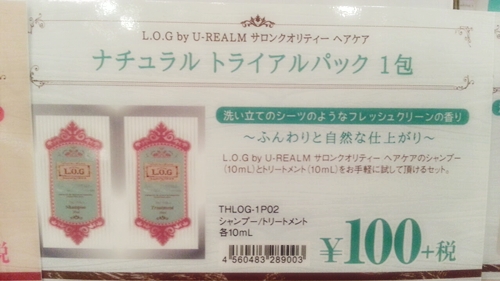 L.O.G by U-REALM サロンクオリティー ヘアケア
ナチュラル トライアルパック 1包
洗い立てのシーツのようなフレッシュクリーンの香り
～ふんわりと自然な仕上がり～
L.O.G by U-REALM サロンクオリティー ヘアケアのシャンプー
(10mL)とトリートメント(10mL)をお手軽に試して頂けるセット。
L.O.G
L.O.G
Shampoo
Treatment
THLOG-1P02
シャンプー/トリートメント
各10mL
4 560483 289003
¥100+税
税